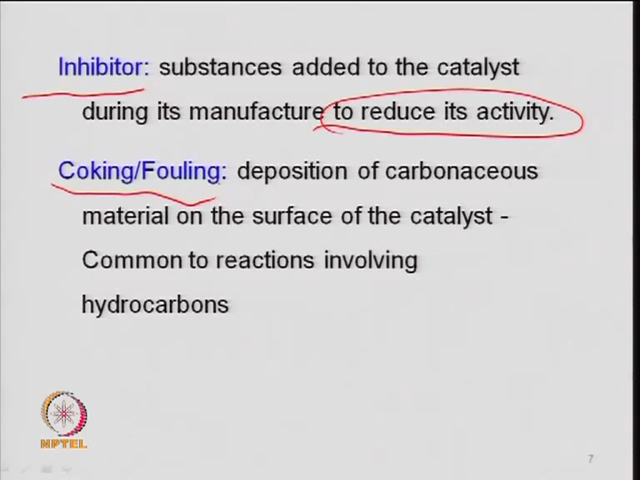 Inhibitor: substances added to the catalyst
during its manufacture to reduce its activity.
Coking/Fouling: deposition of carbonaceous
material on the surface of the catalyst -
Common to reactions involving
hydrocarbons
NPTEL
7